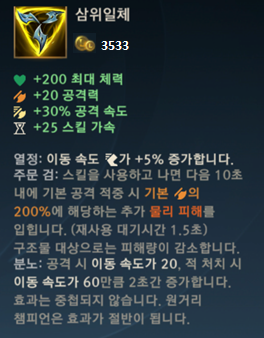 삼위일체
3533
+200 최대 체력
+20 공격력
+30% 공격 속도
+25 스킬 가속
열정: 이동 속도 가 +5% 증가합니다.
주문 검: 스킬을 사용하고 나면 다음 10초
내에 기본 공격 적중 시 기본 의
200%에 해당하는 추가 물리 피해를
입힙니다. (재사용 대기시간 1.5초)
구조물 대상으로는 피해량이 감소합니다.
분노: 공격 시 이동 속도가 20, 적 처치 시
이동 속도가 60만큼 2초간 증가합니다.
효과는 중첩되지 않습니다. 원거리
챔피언은 효과가 절반이 됩니다.